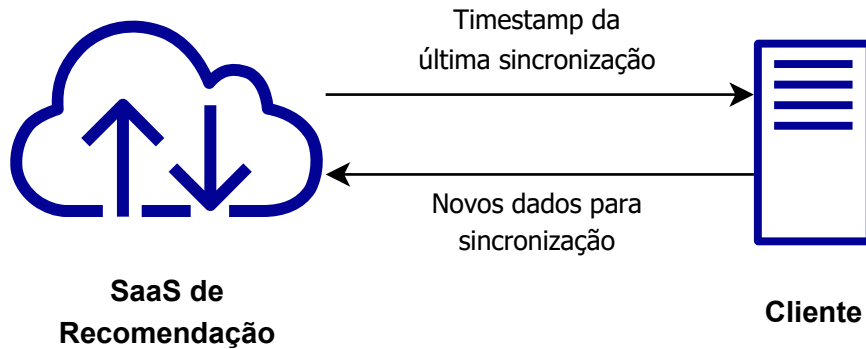 Timestamp da
última sincronização
Novos dados para
sincronização
SaaS de
Recomendação
Cliente